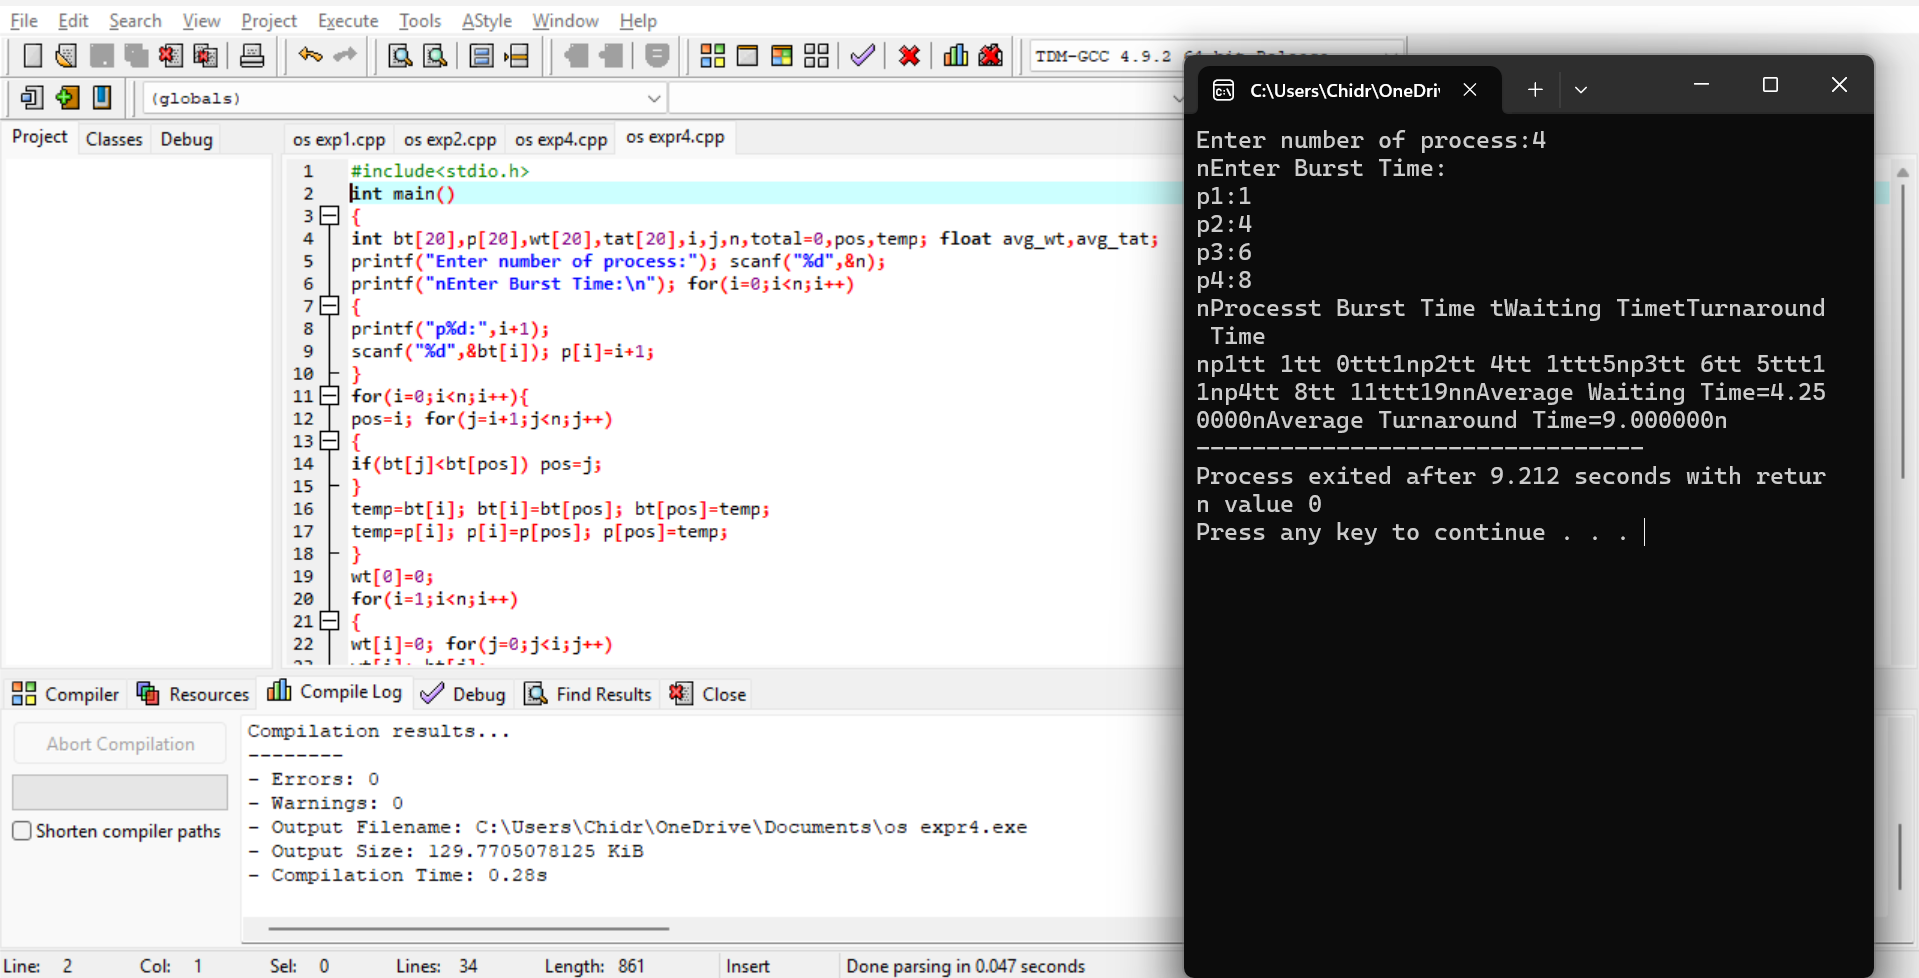 File Edit Search View Project Execute Tools AStyle Window Help
TDM-GCC 4.9.2 64-bit Release
(globals)
Project Classes Debug
os exp1.cpp os exp2.cpp os exp4.cpp os expr4.cpp
1 #include<stdio.h>
2 int main()
3 {
4 int bt[20],p[20],wt[20],tat[20],i,j,n,total=0,pos,temp; float avg_wt,avg_tat;
5 printf("Enter number of process:"); scanf("%d",&n);
6 printf("nEnter Burst Time:\n"); for(i=0;i<n;i++)
7 {
8 printf("p%d:",i+1);
9 scanf("%d",&bt[i]); p[i]=i+1;
10 }
11 for(i=0;i<n;i++){
12 pos=i; for(j=i+1;j<n;j++)
13 {
14 if(bt[j]<bt[pos]) pos=j;
15 }
16 temp=bt[i]; bt[i]=bt[pos]; bt[pos]=temp;
17 temp=p[i]; p[i]=p[pos]; p[pos]=temp;
18 }
19 wt[0]=0;
20 for(i=1;i<n;i++)
21 {
22 wt[i]=0; for(j=0;j<i;j++)
Compiler Resources Compile Log Debug Find Results Close
Abort Compilation
Shorten compiler paths
Compilation results...
--------
- Errors: 0
- Warnings: 0
- Output Filename: C:\Users\Chidr\OneDrive\Documents\os expr4.exe
- Output Size: 129.7705078125 KiB
- Compilation Time: 0.28s
Line: 2 Col: 1 Sel: 0 Lines: 34 Length: 861 Insert Done parsing in 0.047 seconds
C:\Users\Chidr\OneDri
Enter number of process:4
nEnter Burst Time:
p1:1
p2:4
p3:6
p4:8
nProcesst Burst Time tWaiting TimetTurnaround
Time
np1tt 1tt 0ttt1np2tt 4tt 1ttt5np3tt 6tt 5ttt1
1np4tt 8tt 11ttt19nnAverage Waiting Time=4.25
0000nAverage Turnaround Time=9.000000n
--------------------------------
Process exited after 9.212 seconds with retur
n value 0
Press any key to continue . . .